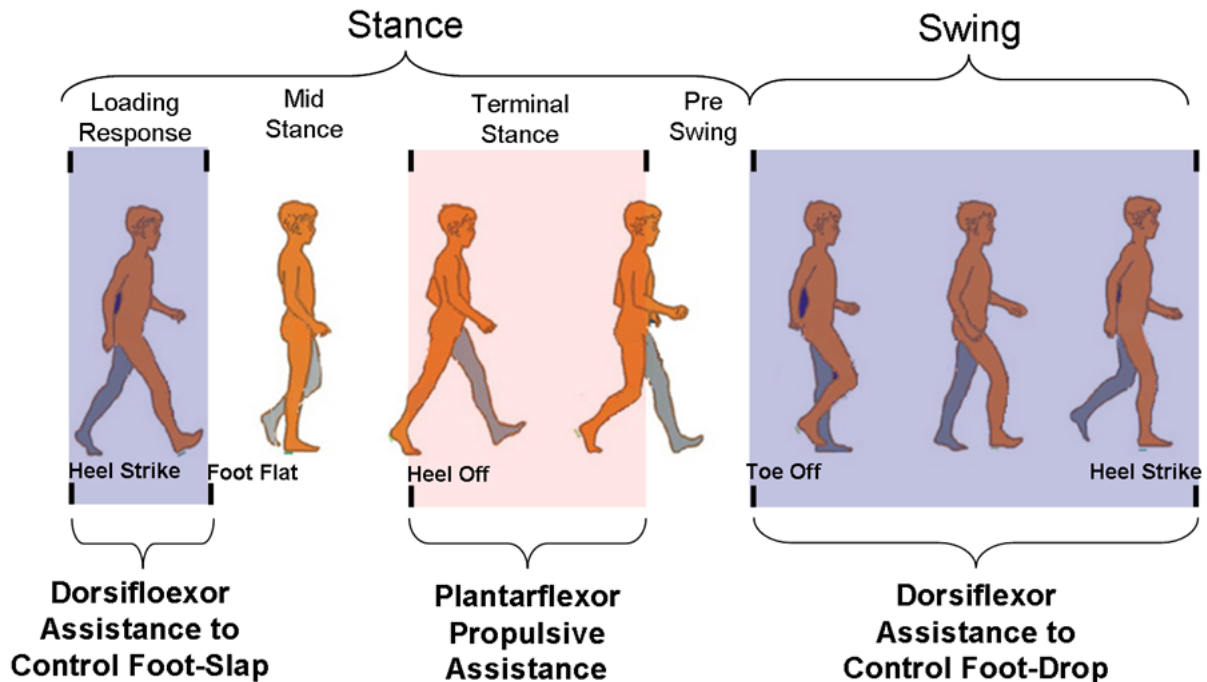 Stance
Swing
Loading
Response
Mid
Stance
Terminal
Stance
Pre
Swing
Heel Strike
Foot Flat
Heel Off
Toe Off
Heel Strike
Dorsifloexor
Assistance to
Control Foot-Slap
Plantarflexor
Propulsive
Assistance
Dorsiflexor
Assistance to
Control Foot-Drop